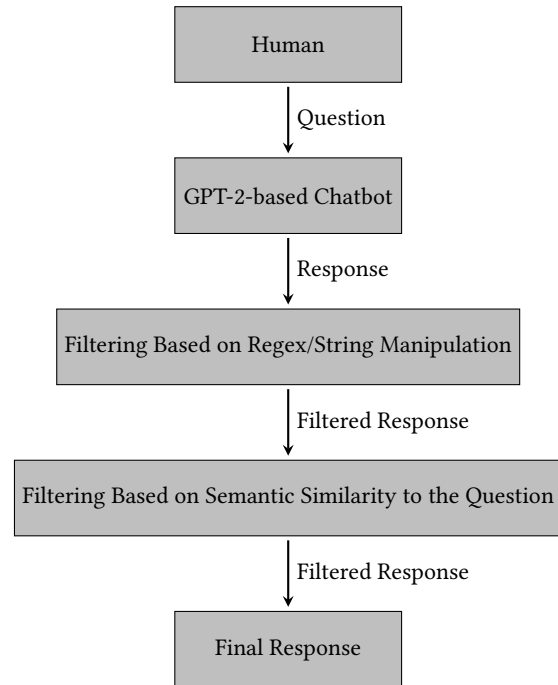 Human
Question
GPT-2-based Chatbot
Response
Filtering Based on Regex/String Manipulation
Filtered Response
Filtering Based on Semantic Similarity to the Question
Filtered Response
Final Response